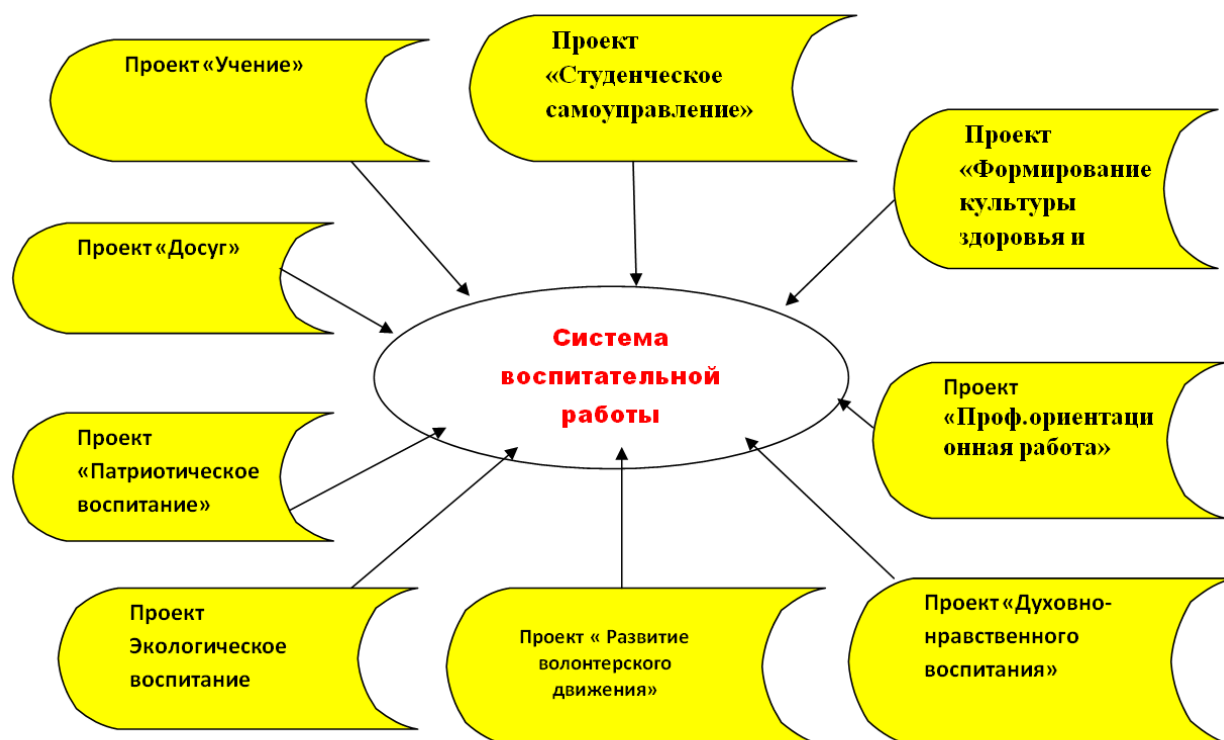 Проект «Учение»
Проект
«Студенческое
самоуправление»
Проект
«Формирование
культуры
здоровья и
Проект «Досуг»
Система
воспитательной
работы
Проект
«Проф.ориентаци
онная работа»
Проект
«Патриотическое
воспитание»
Проект
Экологическое
воспитание
Проект « Развитие
волонтерского
движения»
Проект «Духовно-
нравственного
воспитания»